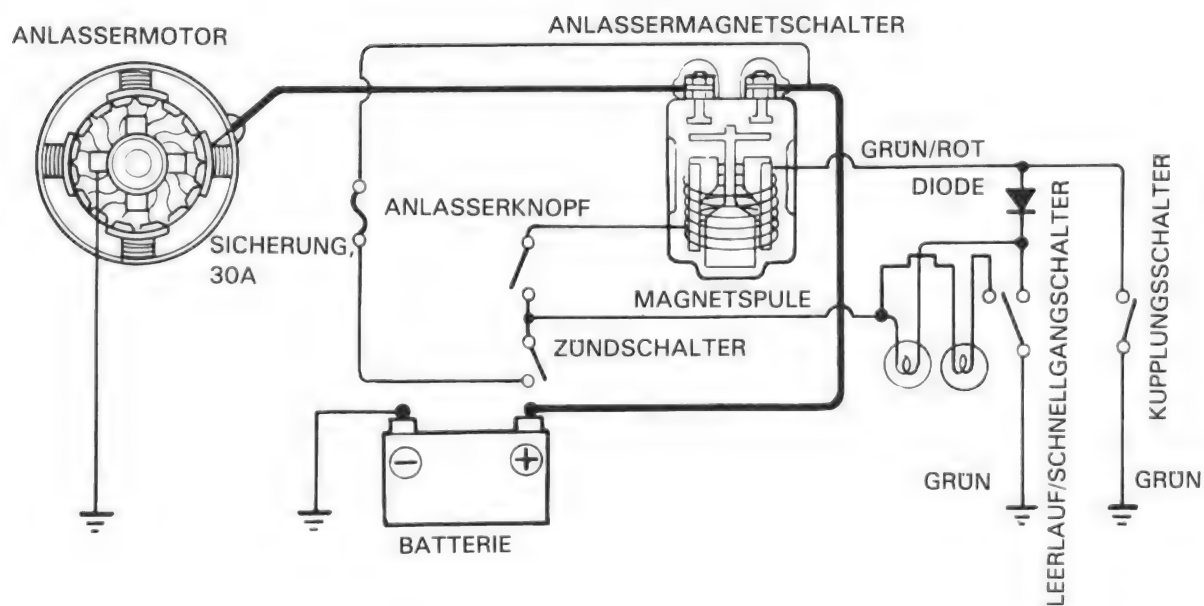 ANLASSERMOTOR
ANLASSERMAGNETSCHALTER
GRÜN/ROT
DIODE
ANLASSERKNOPF
SICHERUNG,
30A
MAGNETSPULE
ZÜNDSCHALTER
LEERLAUF/SCHNELLGANGSCHALTER
KUPPLUNGSSCHALTER
GRÜN
GRÜN
BATTERIE